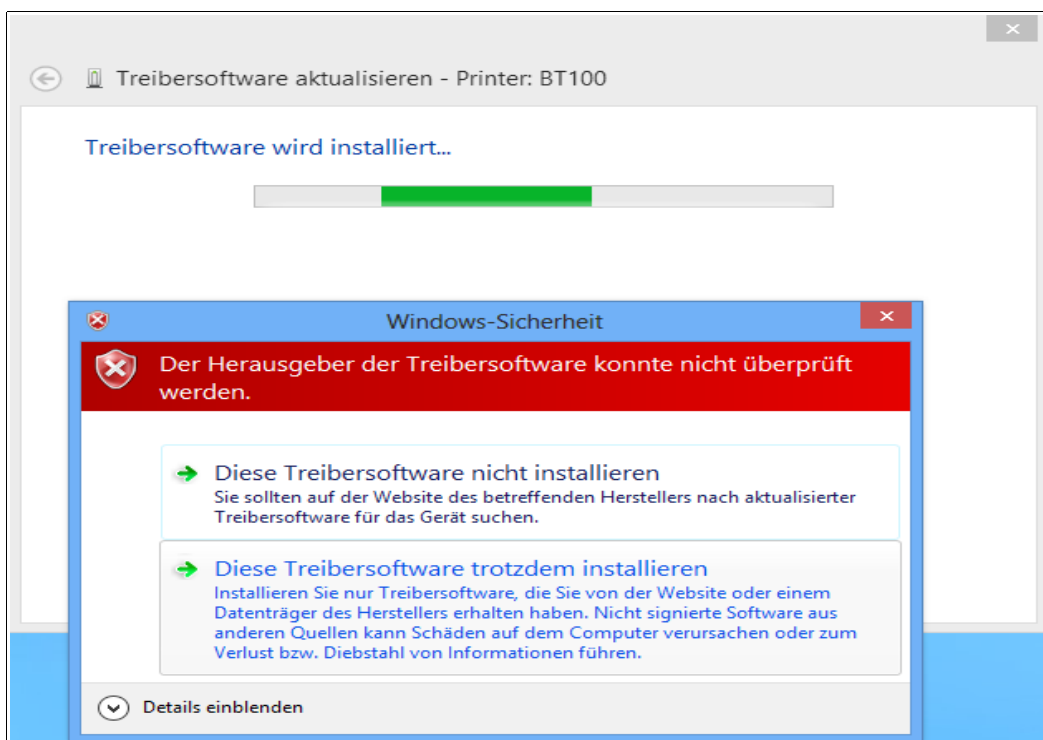 Treibersoftware aktualisieren - Printer: BT100
Treibersoftware wird installiert...
Windows-Sicherheit
Der Herausgeber der Treibersoftware konnte nicht überprüft
werden.
Diese Treibersoftware nicht installieren
Sie sollten auf der Website des betreffenden Herstellers nach aktualisierter
Treibersoftware für das Gerät suchen.
Diese Treibersoftware trotzdem installieren
Installieren Sie nur Treibersoftware, die Sie von der Website oder einem
Datenträger des Herstellers erhalten haben. Nicht signierte Software aus
anderen Quellen kann Schäden auf dem Computer verursachen oder zum
Verlust bzw. Diebstahl von Informationen führen.
Details einblenden